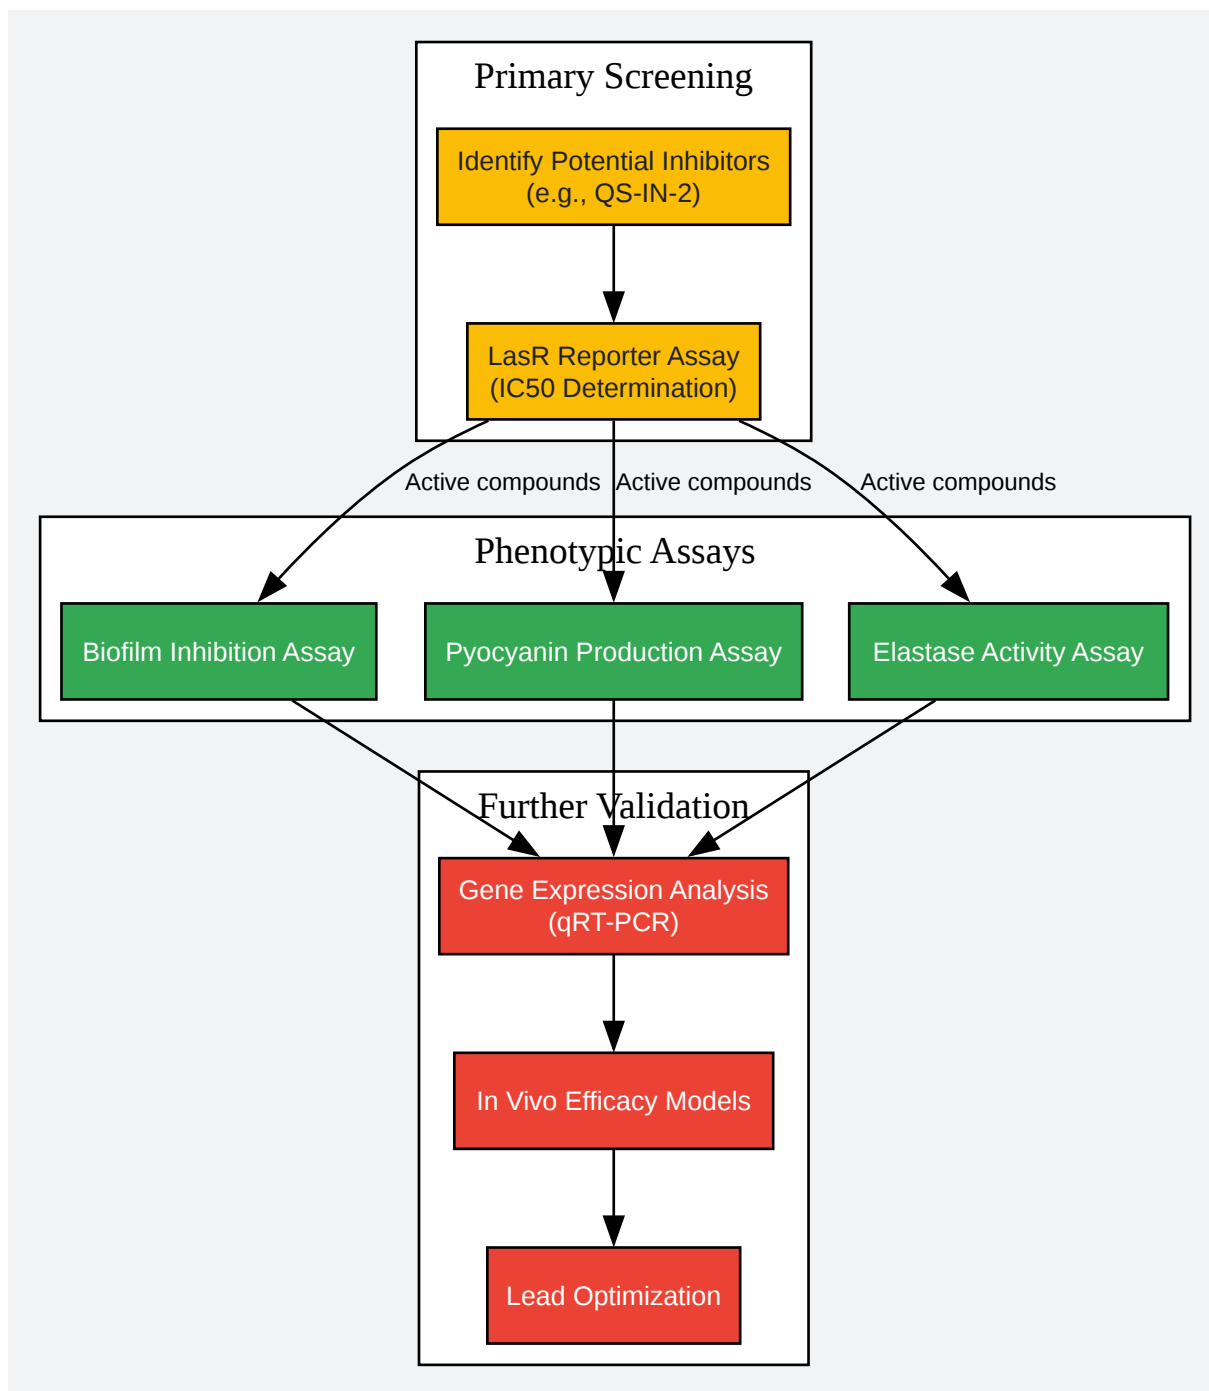 Primary Screening
Identify Potential Inhibitors
(e.g., QS-IN-2)
LasR Reporter Assay
(IC50 Determination)
Active compounds
Active compounds
Active compounds
Phenotypic Assays
Biofilm Inhibition Assay
Pyocyanin Production Assay
Elastase Activity Assay
Further Validation
Gene Expression Analysis
(qRT-PCR)
In Vivo Efficacy Models
Lead Optimization